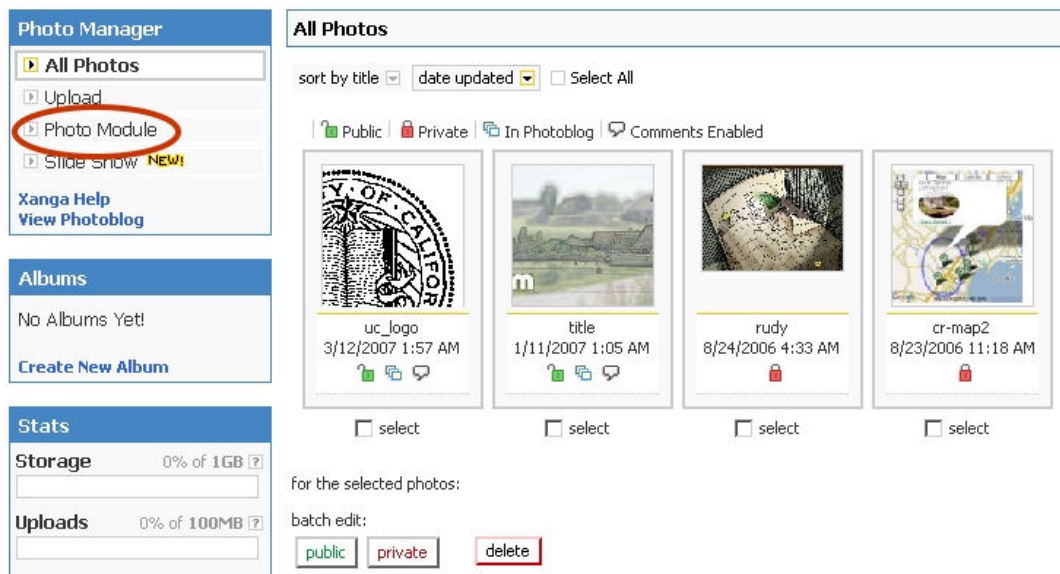 Photo Manager
All Photos
Upload
Photo Module
Slide Show NEW!
Xanga Help
View Photoblog
Albums
No Albums Yet!
Create New Album
Stats
Storage 0% of 1GB ?
Uploads 0% of 100MB ?
All Photos
sort by title date updated Select All
Public Private In Photoblog Comments Enabled
Y · OF · CALIFOR
m
uc_logo
3/12/2007 1:57 AM
select
title
1/11/2007 1:05 AM
select
rudy
8/24/2006 4:33 AM
select
cr-map2
8/23/2006 11:18 AM
select
for the selected photos:
batch edit:
public private delete